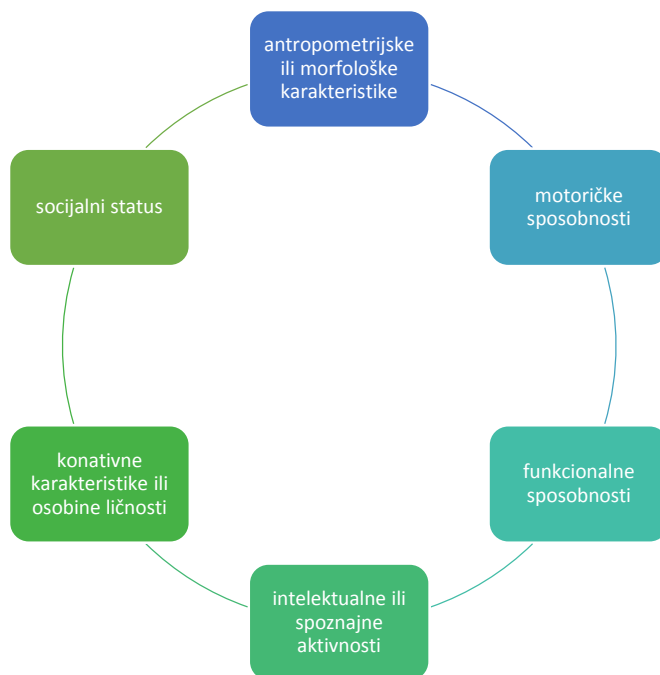 antropometrijske
ili morfološke
karakteristike
motoričke
sposobnosti
funkcionalne
sposobnosti
intelektualne ili
spoznajne
aktivnosti
konativne
karakteristike ili
osobine ličnosti
socijalni status